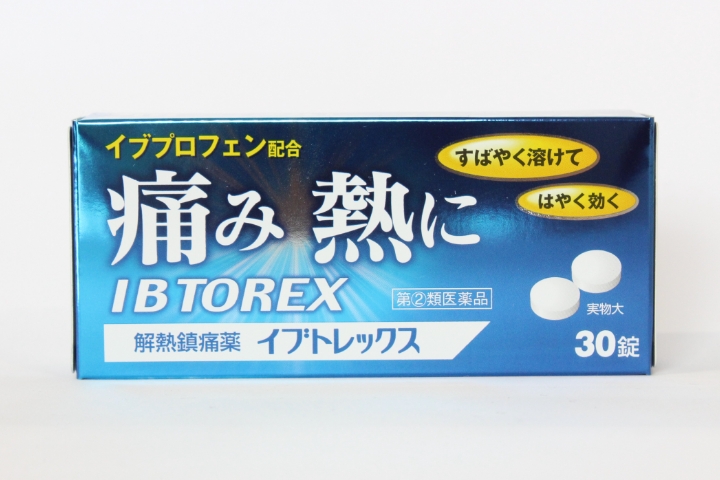 イブプロフェン配合
すばやく溶けて
はやく効く
痛み 熱に
IBTOREX
第②類医薬品
実物大
解熱鎮痛薬 イブトレックス
30錠